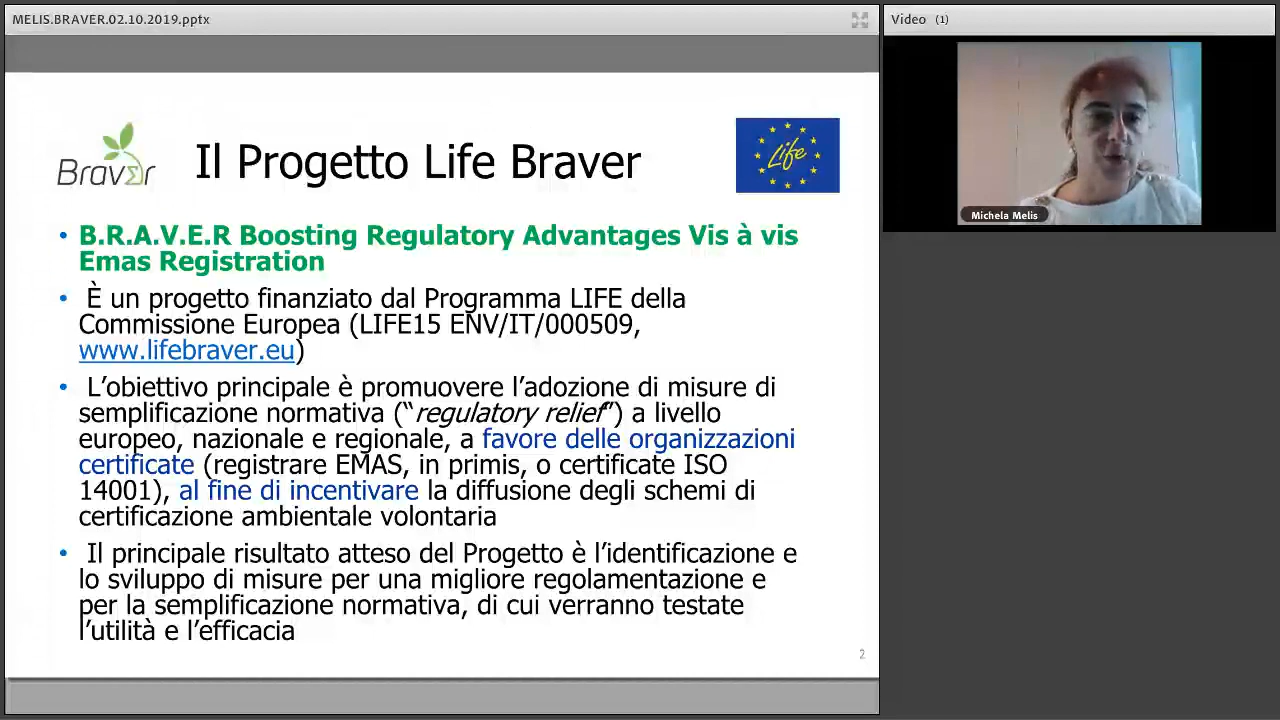 MELIS.BRAVER.02.10.2019.pptx
Video (1)
Braver
Il Progetto Life Braver
Life
Michela Melis
• B.R.A.V.E.R Boosting Regulatory Advantages Vis à vis
Emas Registration
• È un progetto finanziato dal Programma LIFE della
Commissione Europea (LIFE15 ENV/IT/000509,
www.lifebraver.eu)
• L’obiettivo principale è promuovere l’adozione di misure di
semplificazione normativa (“regulatory relief”) a livello
europeo, nazionale e regionale, a favore delle organizzazioni
certificate (registrare EMAS, in primis, o certificate ISO
14001), al fine di incentivare la diffusione degli schemi di
certificazione ambientale volontaria
• Il principale risultato atteso del Progetto è l’identificazione e
lo sviluppo di misure per una migliore regolamentazione e
per la semplificazione normativa, di cui verranno testate
l’utilità e l’efficacia
2